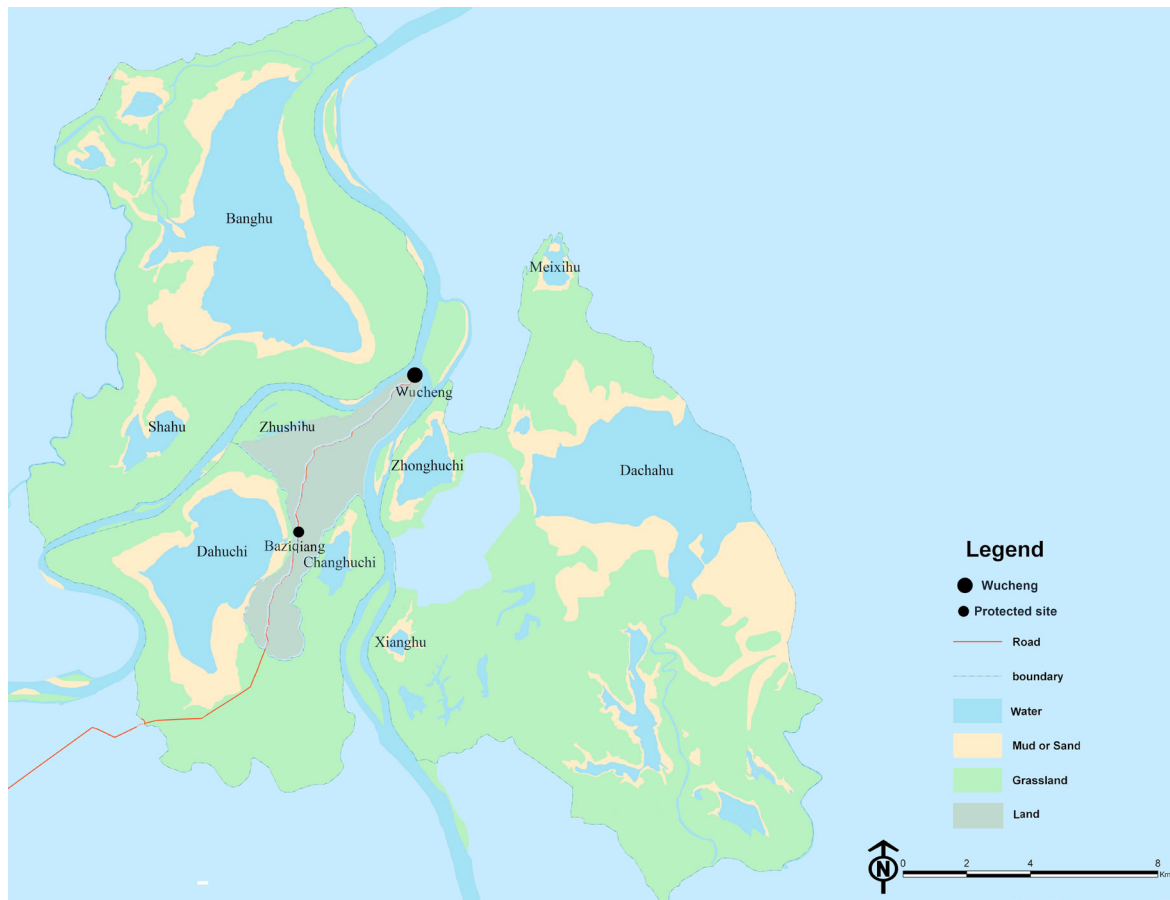 Banghu
Meixihu
Wucheng
Shahu
Zhushihu
Zhonghuchi
Dachahu
Dahuchi
Baziqiang
Changhuchi
Xianghu
Legend
Wucheng
Protected site
Road
boundary
Water
Mud or Sand
Grassland
Land
N
0 2 4 8
Km